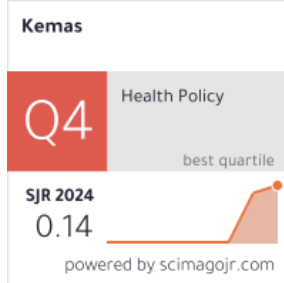 Kemas
Q4
Health Policy
best quartile
SJR 2024
0.14
powered by scimagojr.com